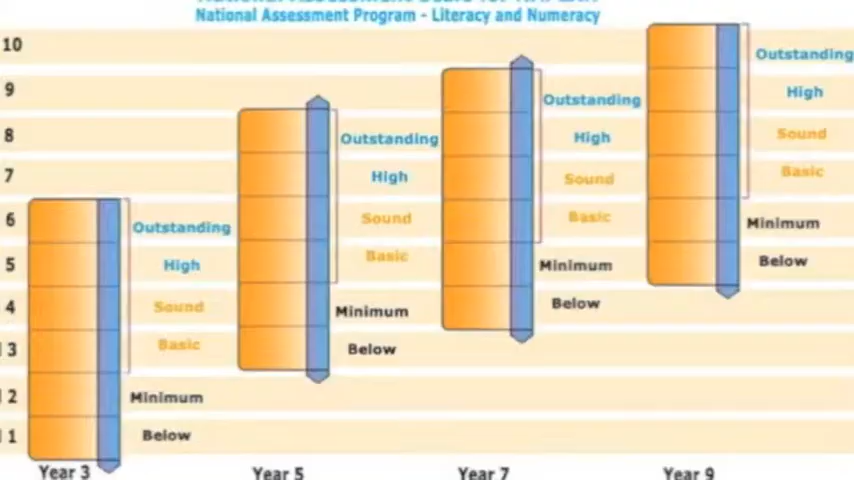 National Assessment Program - Literacy and Numeracy
10
9
8
7
6
5
4
3
2
1
Outstanding
High
Sound
Basic
Minimum
Below
Year 3
Outstanding
High
Sound
Basic
Minimum
Below
Year 5
Outstanding
High
Sound
Basic
Minimum
Below
Year 7
Outstanding
High
Sound
Basic
Minimum
Below
Year 9